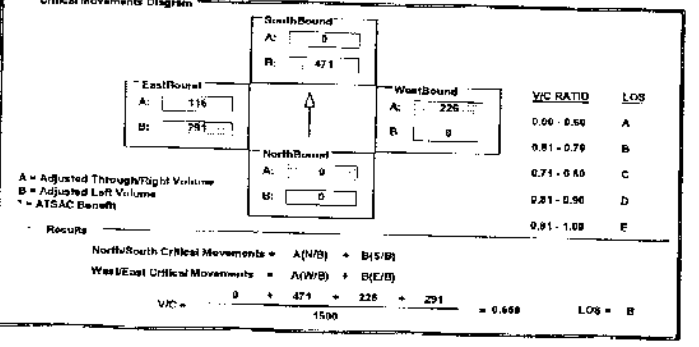 Critical Movements Diagram
SouthBound
A: 0
B: 471
EastBound
A: 116
B: 291
WestBound
A: 226
B: 0
NorthBound
A: 0
B: 0
V/C RATIO LOS
0.00 - 0.60 A
0.61 - 0.70 B
0.71 - 0.80 C
0.81 - 0.90 D
0.91 - 1.00 E
A = Adjusted Through/Right Volume
B = Adjusted Left Volume
* = ATSAC Benefit
Results
North/South Critical Movements = A(N/B) + B(S/B)
West/East Critical Movements = A(W/B) + B(E/B)
V/C = 0 + 471 + 226 + 291 = 0.659 LOS = B
1500